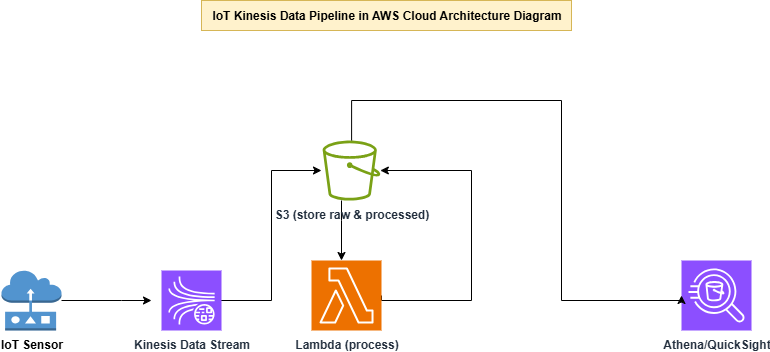 IoT Kinesis Data Pipeline in AWS Cloud Architecture Diagram
S3 (store raw & processed)
IoT Sensor
Kinesis Data Stream
Lambda (process)
Athena/QuickSight